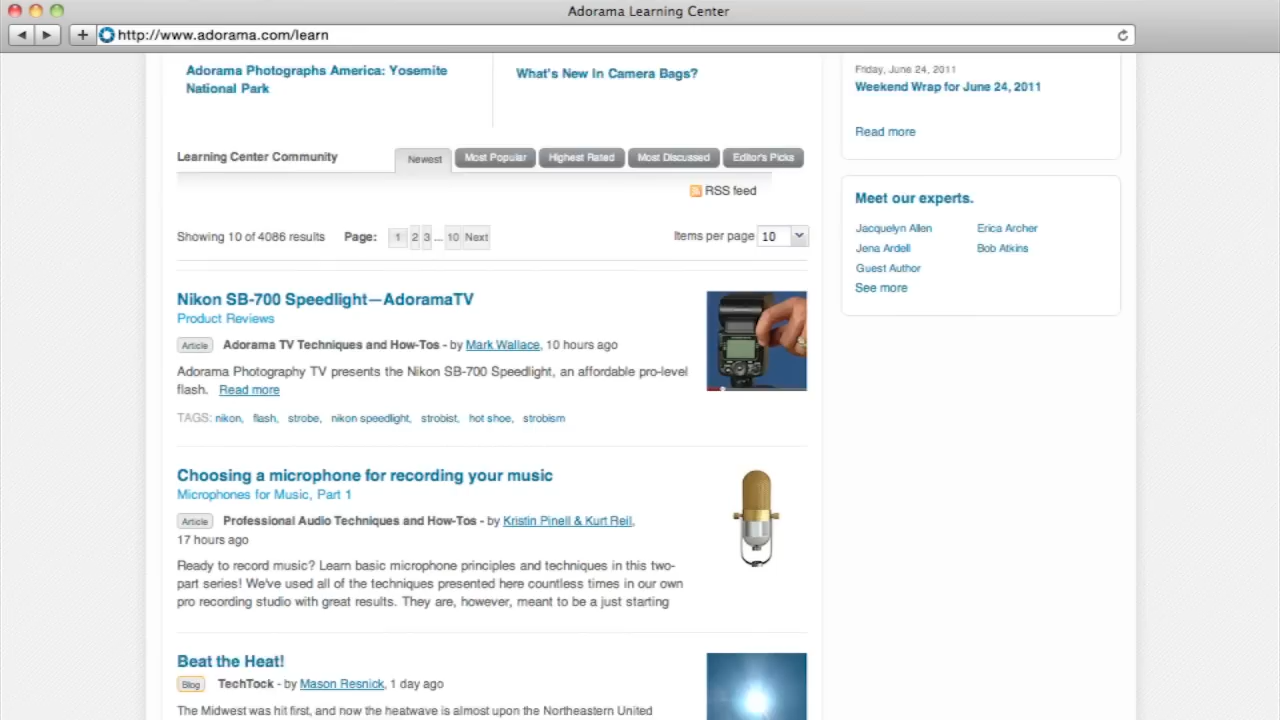 Adorama Learning Center
http://www.adorama.com/learn
Adorama Photographs America: Yosemite
National Park
What's New In Camera Bags?
Friday, June 24, 2011
Weekend Wrap for June 24, 2011
Read more
Learning Center Community
Newest
Most Popular
Highest Rated
Most Discussed
Editor's Picks
RSS feed
Meet our experts.
Jacquelyn Allen
Erica Archer
Jena Ardell
Bob Atkins
Guest Author
See more
Showing 10 of 4086 results
Page: 1 2 3 ... 10 Next
Items per page 10
Nikon SB-700 Speedlight—AdoramaTV
Product Reviews
Article Adorama TV Techniques and How-Tos - by Mark Wallace, 10 hours ago
Adorama Photography TV presents the Nikon SB-700 Speedlight, an affordable pro-level
flash. Read more
TAGS: nikon, flash, strobe, nikon speedlight, strobist, hot shoe, strobism
Choosing a microphone for recording your music
Microphones for Music, Part 1
Article Professional Audio Techniques and How-Tos - by Kristin Pinell & Kurt Reil,
17 hours ago
Ready to record music? Learn basic microphone principles and techniques in this two-
part series! We've used all of the techniques presented here countless times in our own
pro recording studio with great results. They are, however, meant to be a just starting
Beat the Heat!
Blog TechTock - by Mason Resnick, 1 day ago
The Midwest was hit first, and now the heatwave is almost upon the Northeastern United